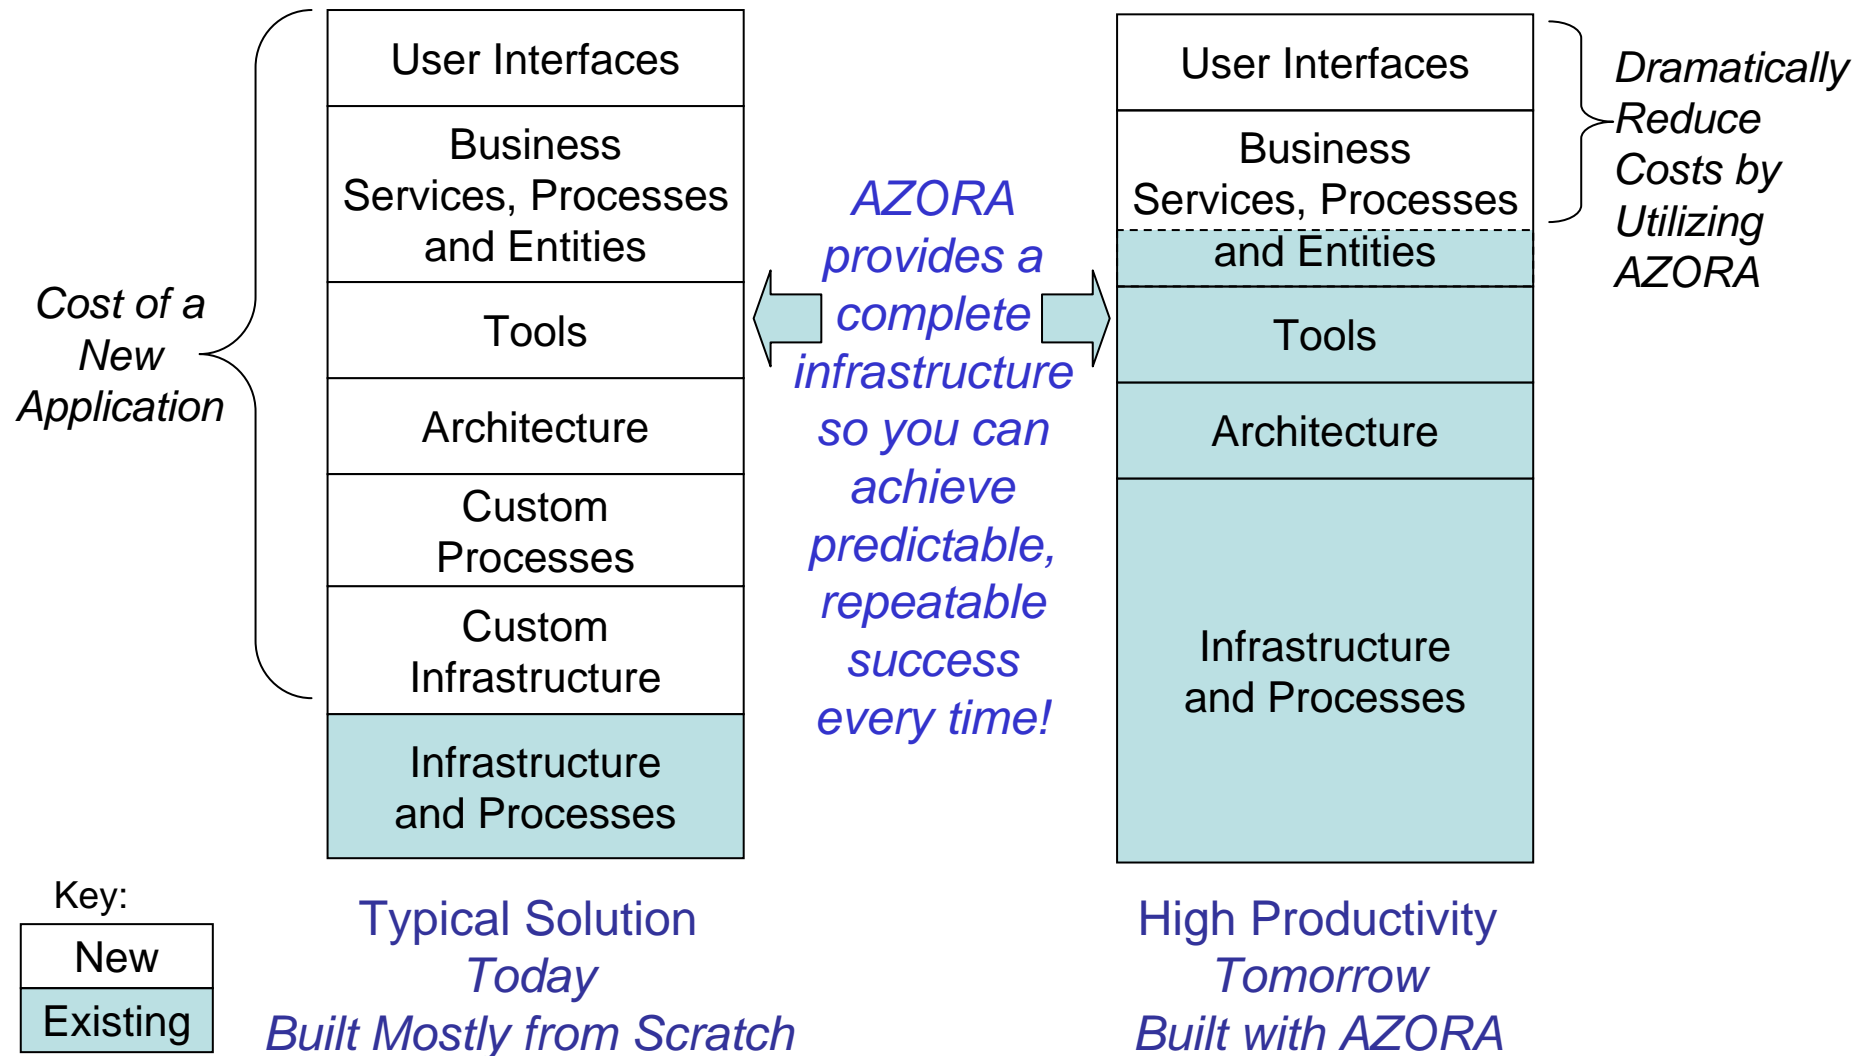 Cost of a
New
Application
User Interfaces
Business
Services, Processes
and Entities
Tools
Architecture
Custom
Processes
Custom
Infrastructure
Infrastructure
and Processes
AZORA
provides a
complete
infrastructure
so you can
achieve
predictable,
repeatable
success
every time!
User Interfaces
Business
Services, Processes
and Entities
Tools
Architecture
Infrastructure
and Processes
Dramatically
Reduce
Costs by
Utilizing
AZORA
Key:
New
Existing
Typical Solution
Today
Built Mostly from Scratch
High Productivity
Tomorrow
Built with AZORA